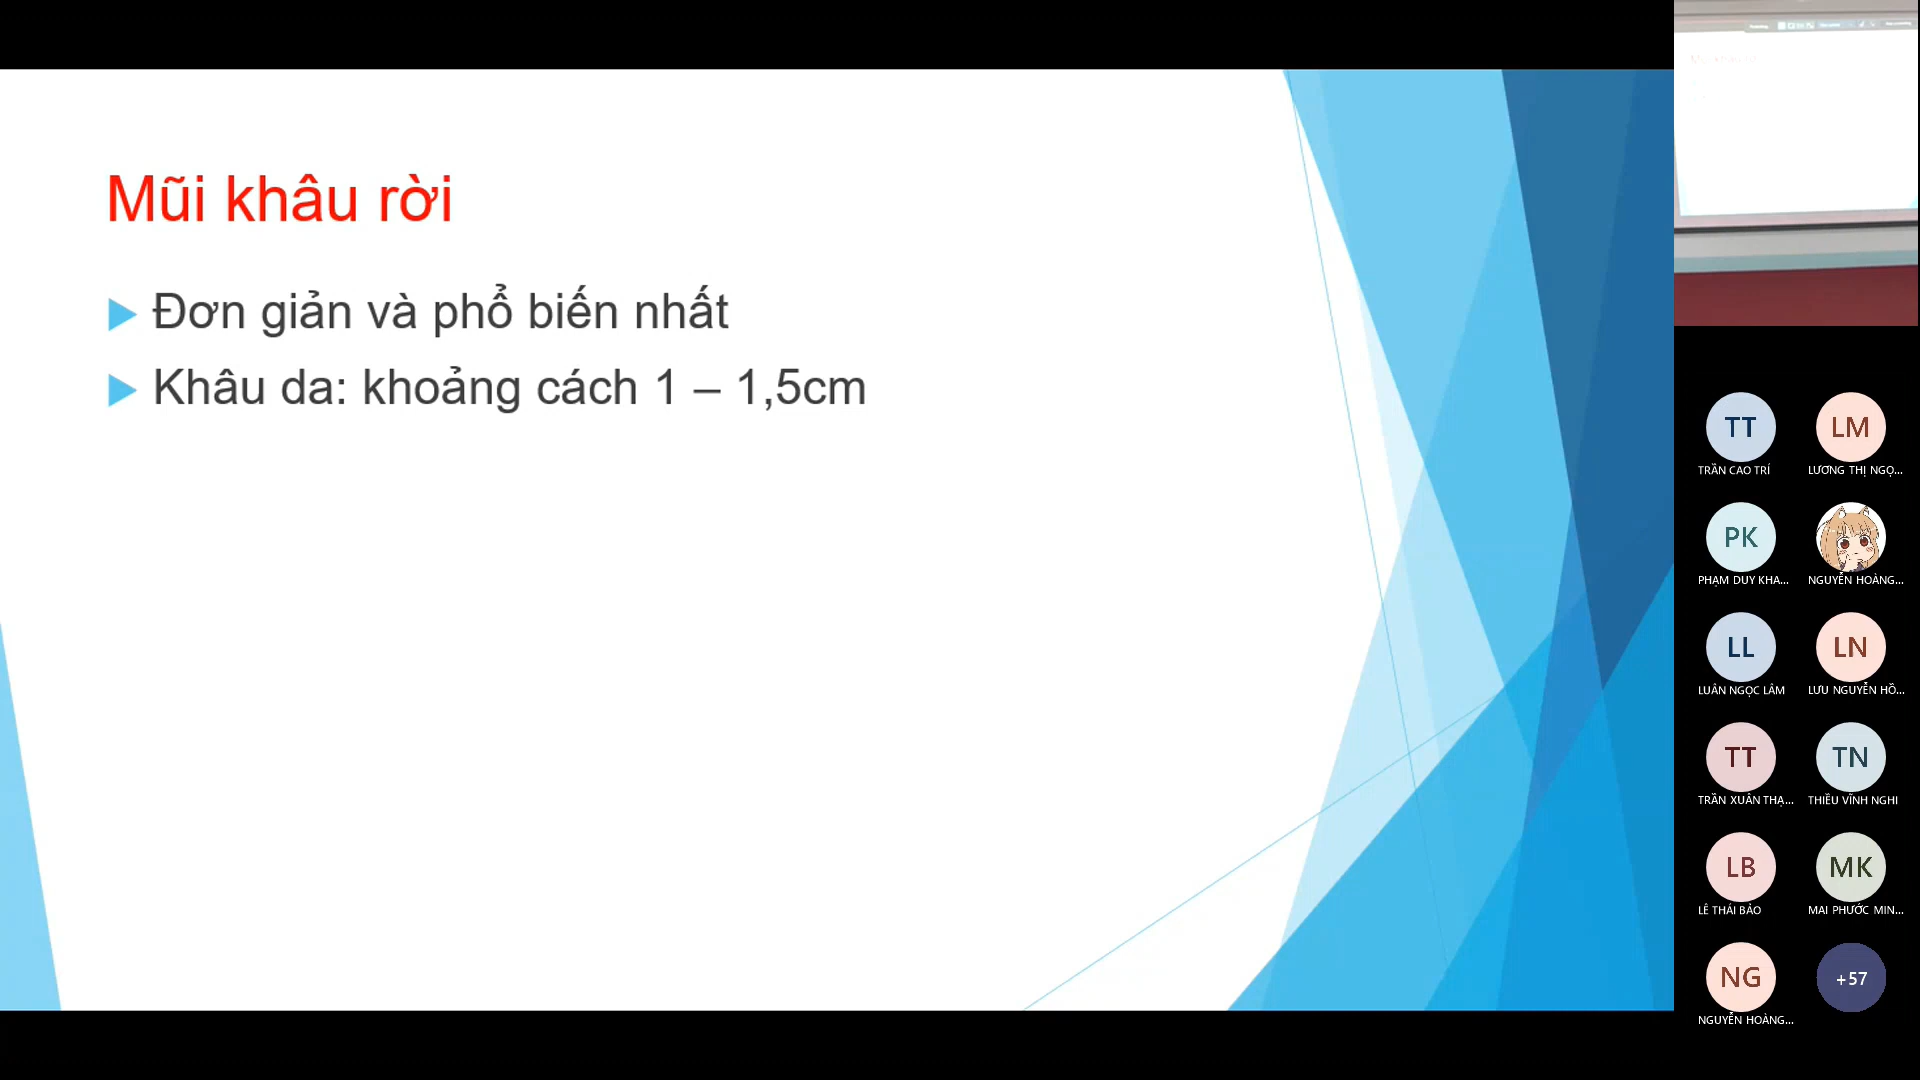 Mũi khâu rời
Đơn giản và phổ biến nhất
Khâu da: khoảng cách 1 – 1,5cm
TT
TRẦN CAO TRÍ
LM
LƯƠNG THỊ NGỌ...
PK
PHẠM DUY KHA...
NGUYỄN HOÀNG...
LL
LUÂN NGỌC LÂM
LN
LƯU NGUYỄN HỒ...
TT
TRẦN XUÂN THẠ...
TN
THIỀU VĨNH NGHI
LB
LÊ THÁI BẢO
MK
MAI PHƯỚC MIN...
NG
NGUYỄN HOÀNG...
+57